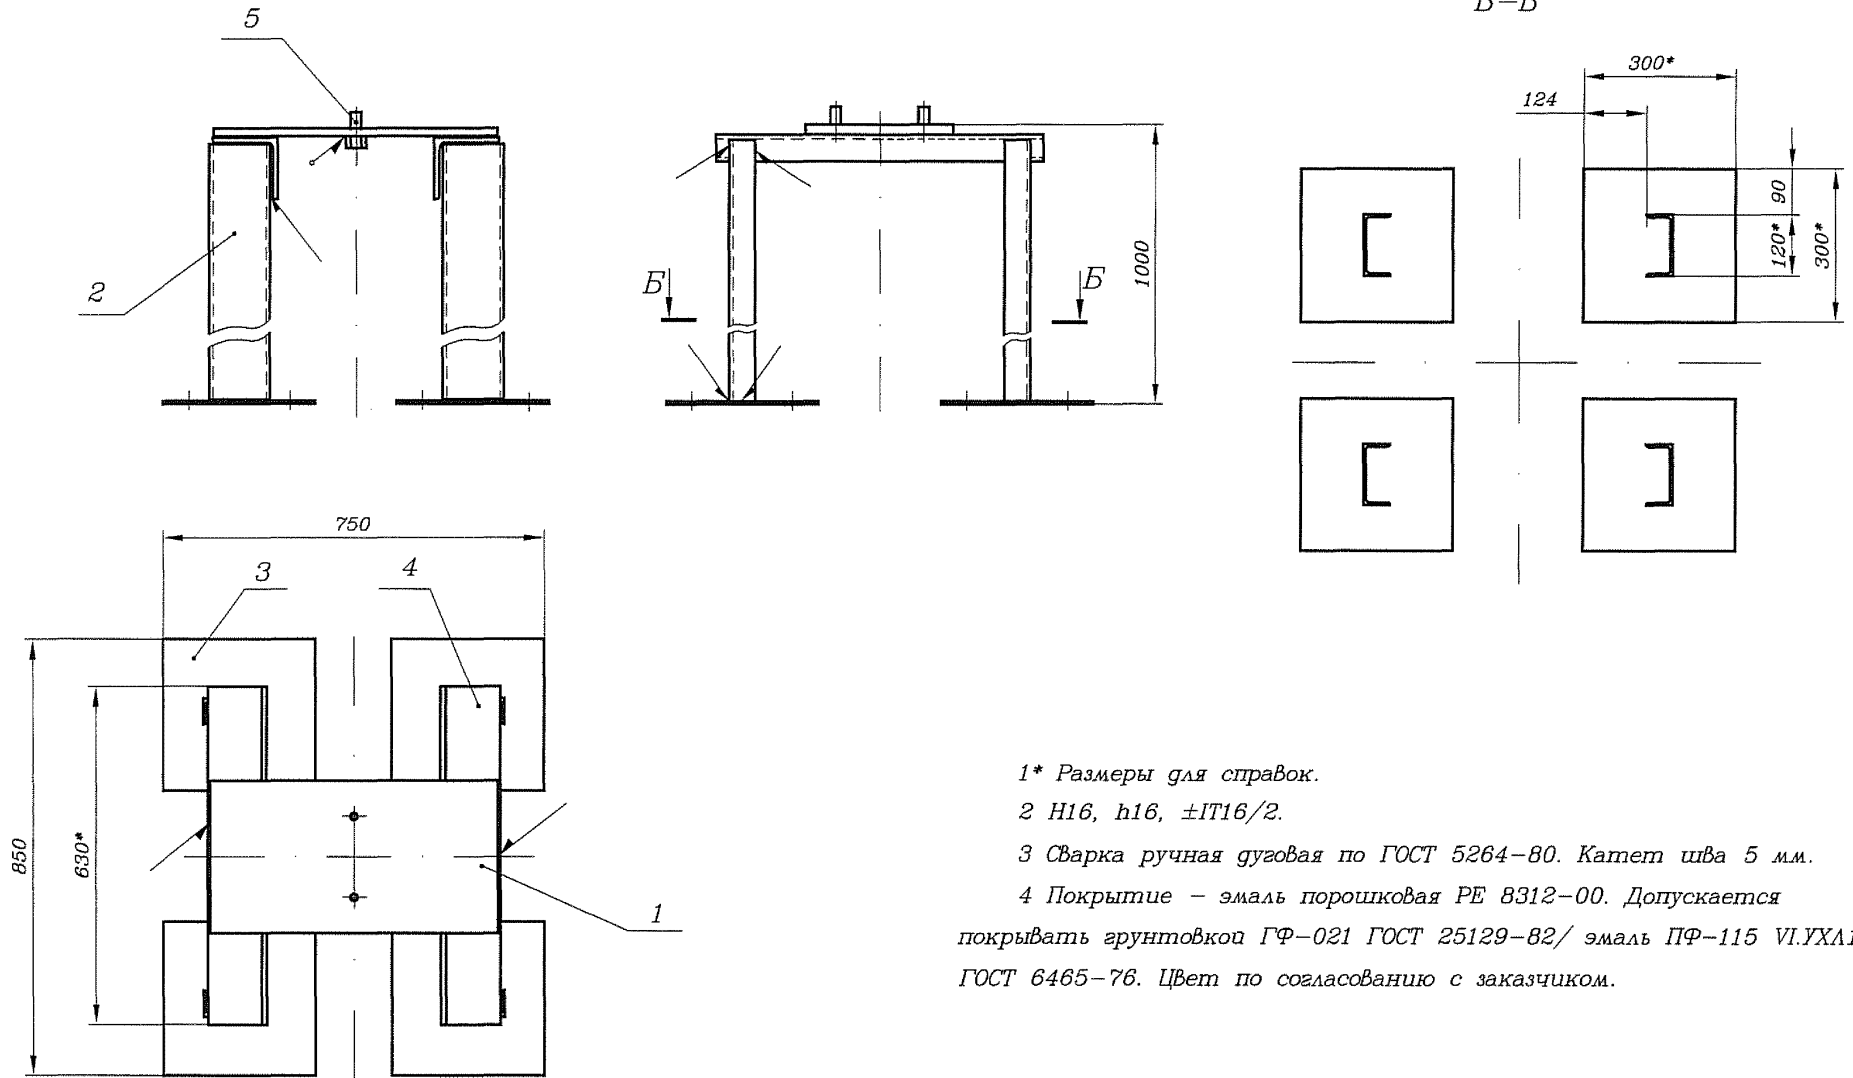 5
Б–Б
300*
124
90
120*
300*
2
Б
Б
1000
750
3
4
850
630*
1
1* Размеры для справок.
2 H16, h16, ±IT16/2.
3 Сварка ручная дуговая по ГОСТ 5264–80. Катет шва 5 мм.
4 Покрытие – эмаль порошковая PE 8312–00. Допускается
покрывать грунтовкой ГФ–021 ГОСТ 25129–82/ эмаль ПФ–115 VI.УХЛ1
ГОСТ 6465–76. Цвет по согласованию с заказчиком.